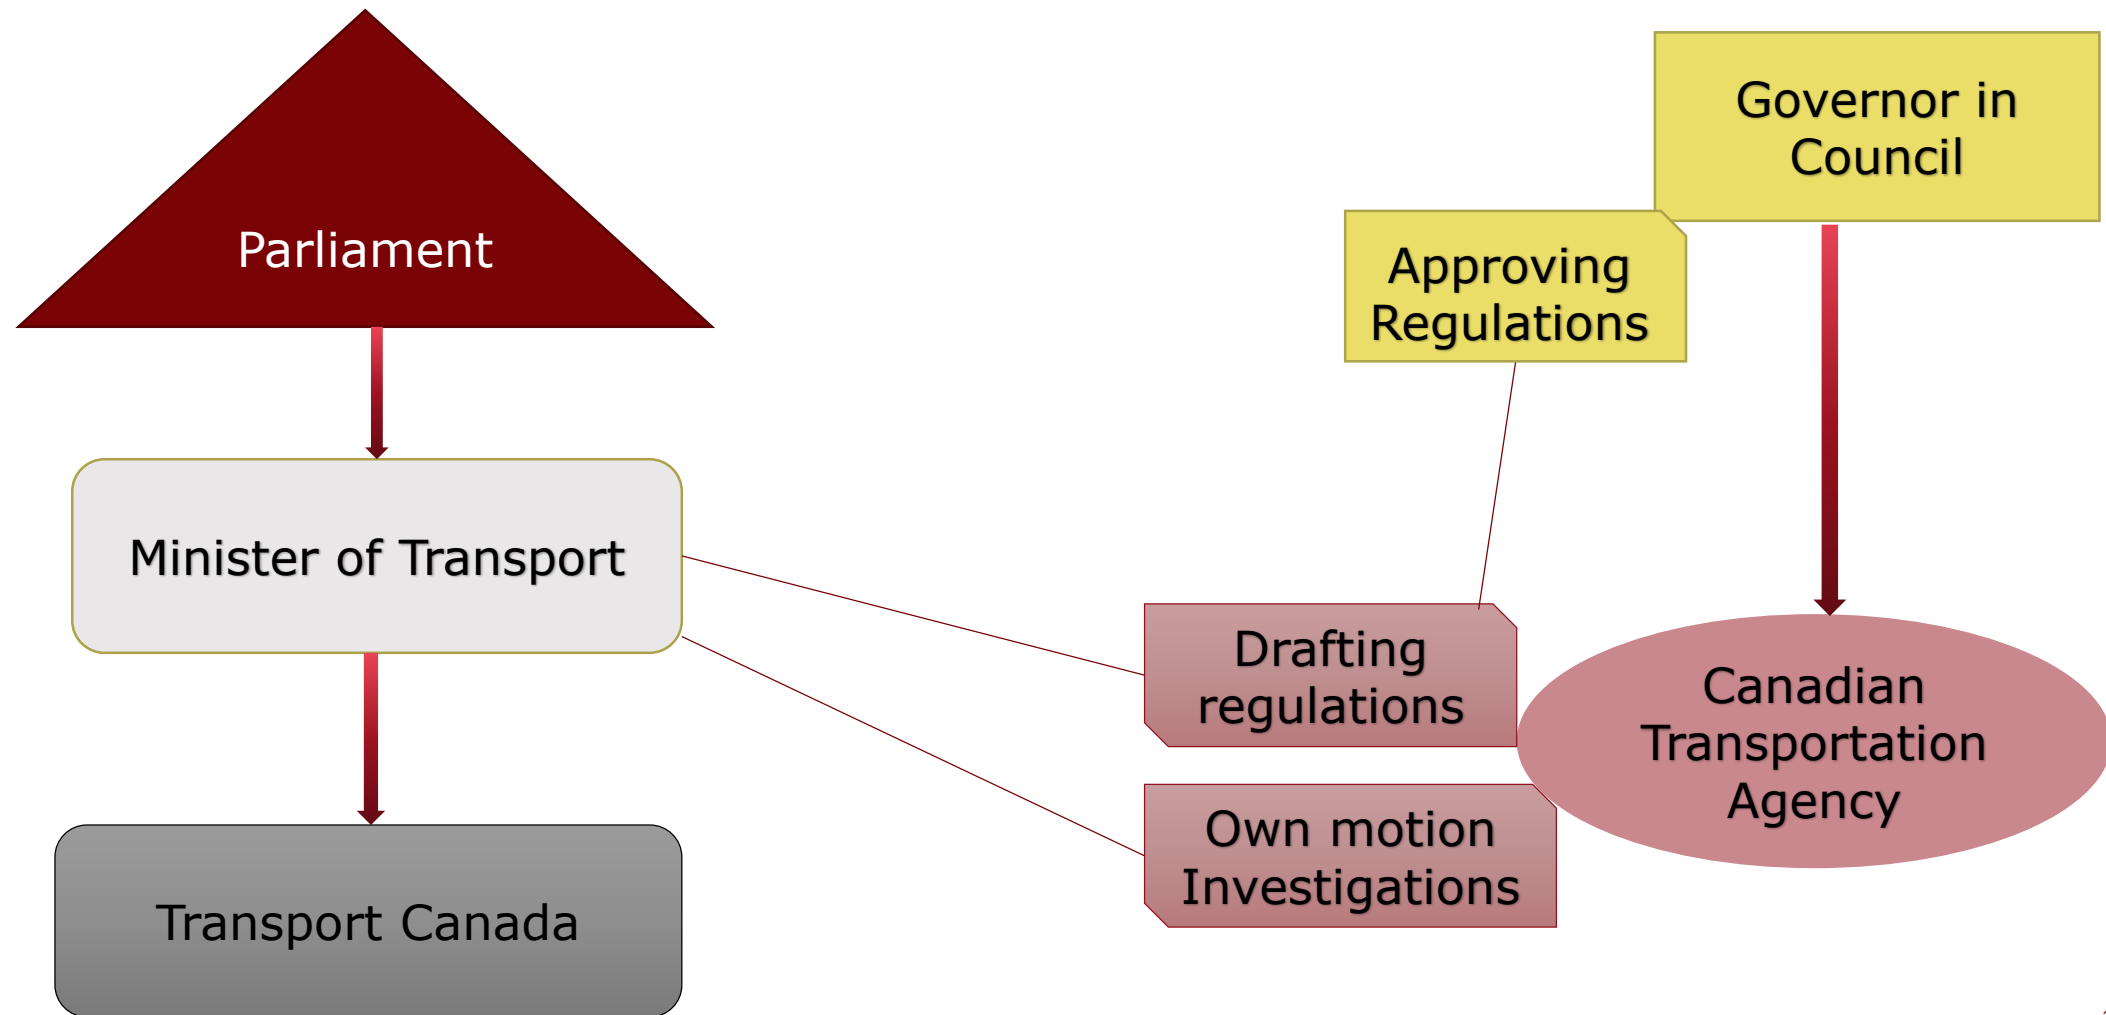 Parliament
Minister of Transport
Transport Canada
Governor in
Council
Approving
Regulations
Drafting
regulations
Own motion
Investigations
Canadian
Transportation
Agency